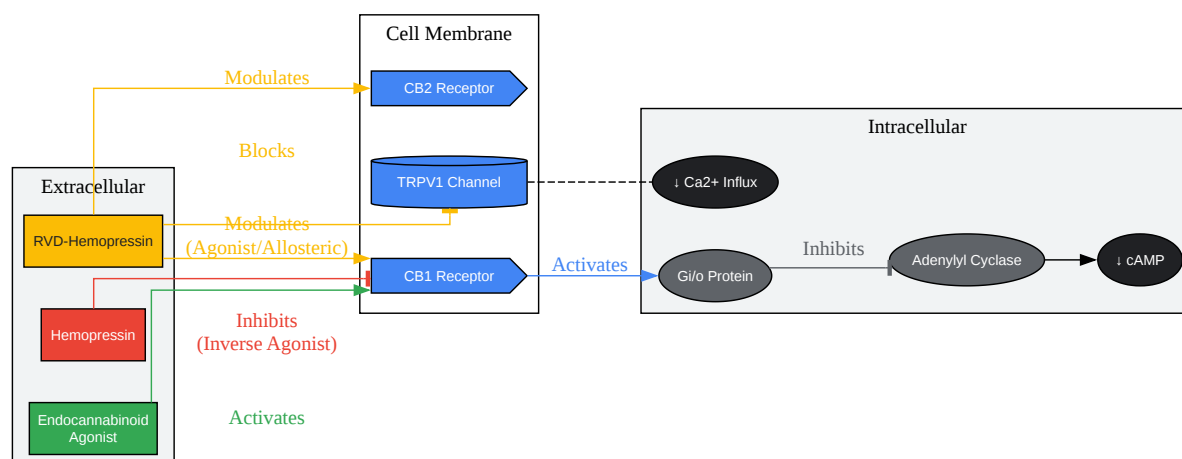 Cell Membrane
Modulates
CB2 Receptor
Intracellular
Blocks
Extracellular
TRPV1 Channel
↓ Ca2+ Influx
RVD-Hemopressin
Modulates
(Agonist/Allosteric)
CB1 Receptor
Activates
Gi/o Protein
Inhibits
Adenylyl Cyclase
↓ cAMP
Hemopressin
Inhibits
(Inverse Agonist)
Endocannabinoid
Agonist
Activates